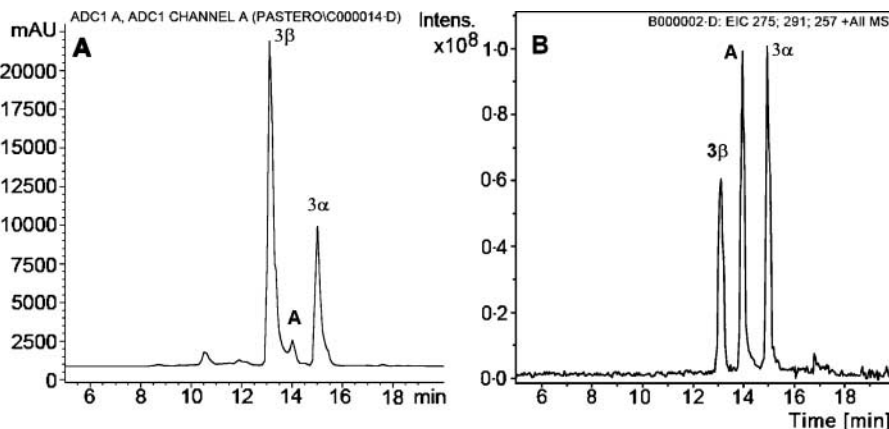 ADC1 A, ADC1 CHANNEL A (PASTERO\C000014·D)
mAU
A
3β
20000
17500
15000
12500
10000
7500
5000
2500
0
3α
A
6 8 10 12 14 16 18 min
Intens.
x10⁸
B000002·D: EIC 275; 291; 257 +All MS
B
1·0
0·8
0·6
0·4
0·2
0·0
A
3α
3β
6 8 10 12 14 16 18
Time [min]